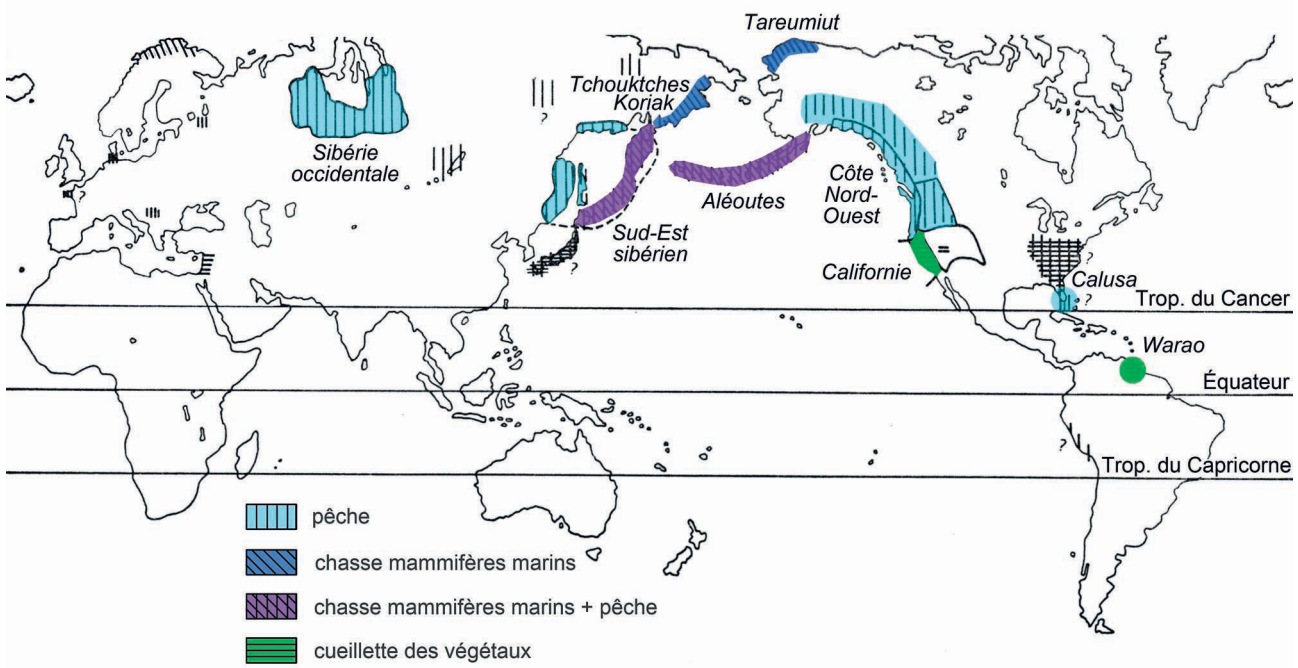 Tareumiut
Tchouktches
Koriak
?
Sibérie
occidentale
Aléoutes
Côte
Nord-
Ouest
?
?
Sud-Est
sibérien
?
=
Californie
?
Calusa
?
Trop. du Cancer
Warao
Équateur
?
Trop. du Capricorne
pêche
chasse mammifères marins
chasse mammifères marins + pêche
cueillette des végétaux